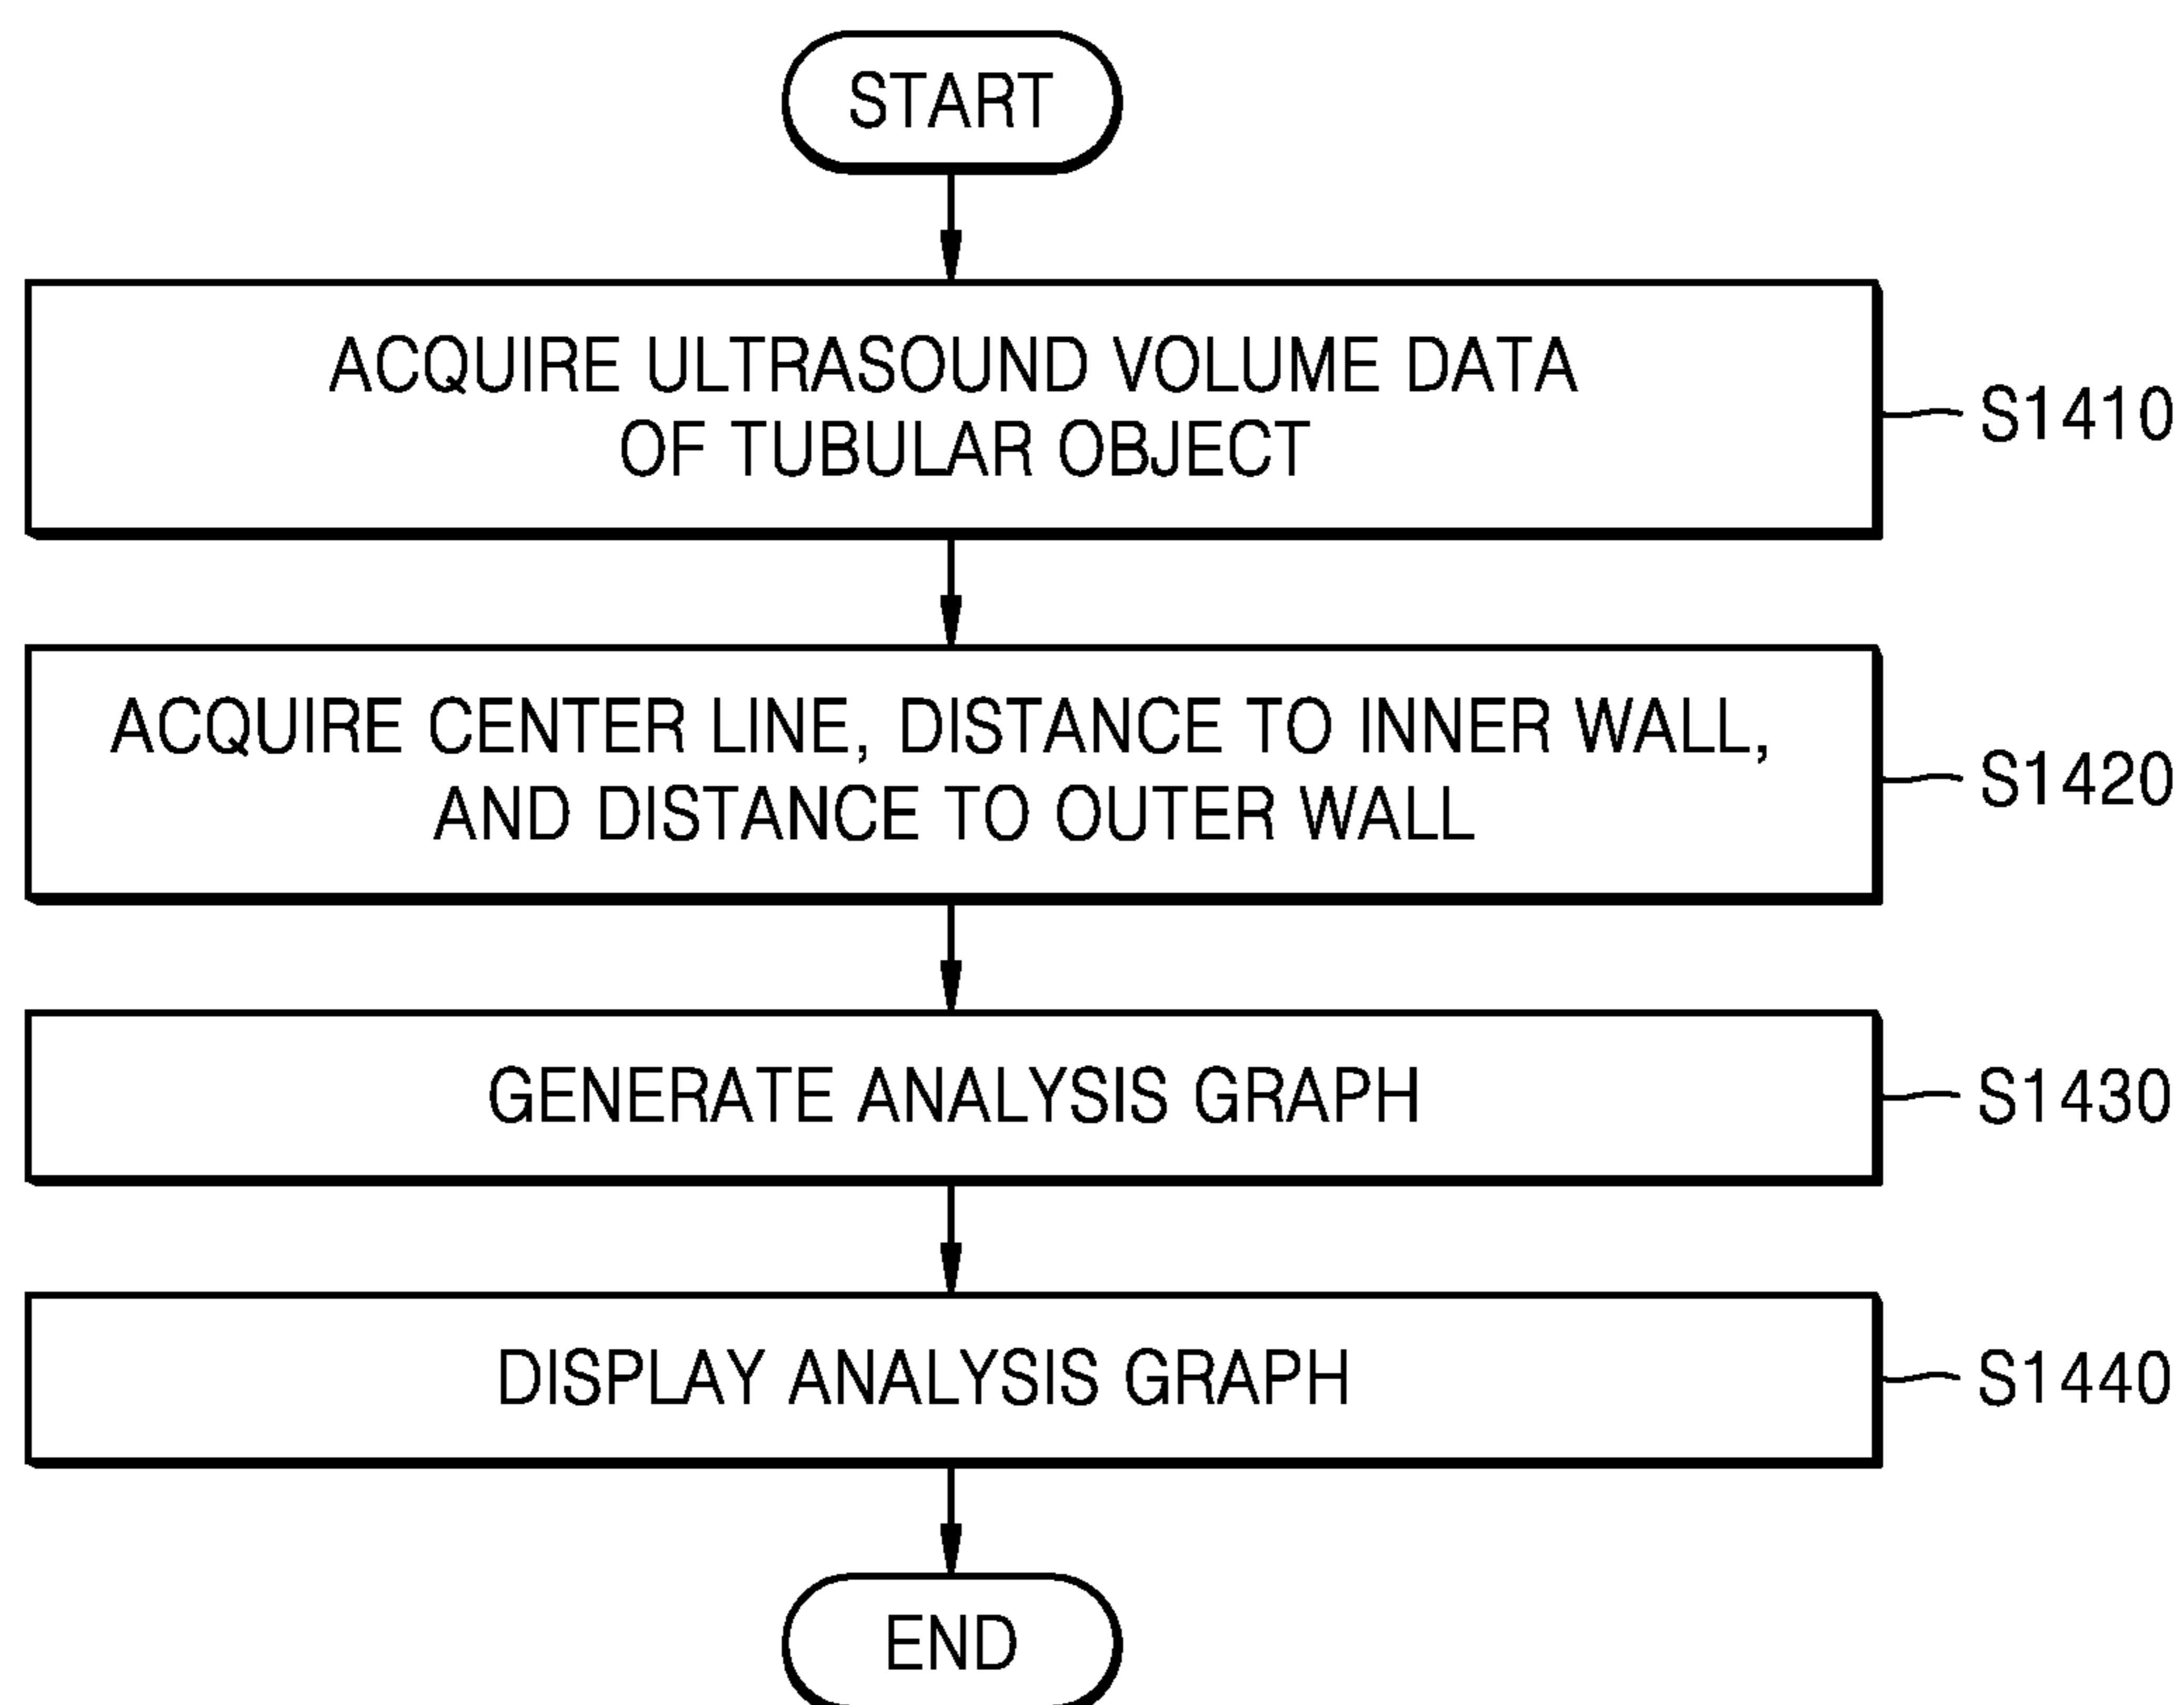 START
ACQUIRE ULTRASOUND VOLUME DATA
OF TUBULAR OBJECT
S1410
ACQUIRE CENTER LINE, DISTANCE TO INNER WALL,
AND DISTANCE TO OUTER WALL
S1420
GENERATE ANALYSIS GRAPH
S1430
DISPLAY ANALYSIS GRAPH
S1440
END